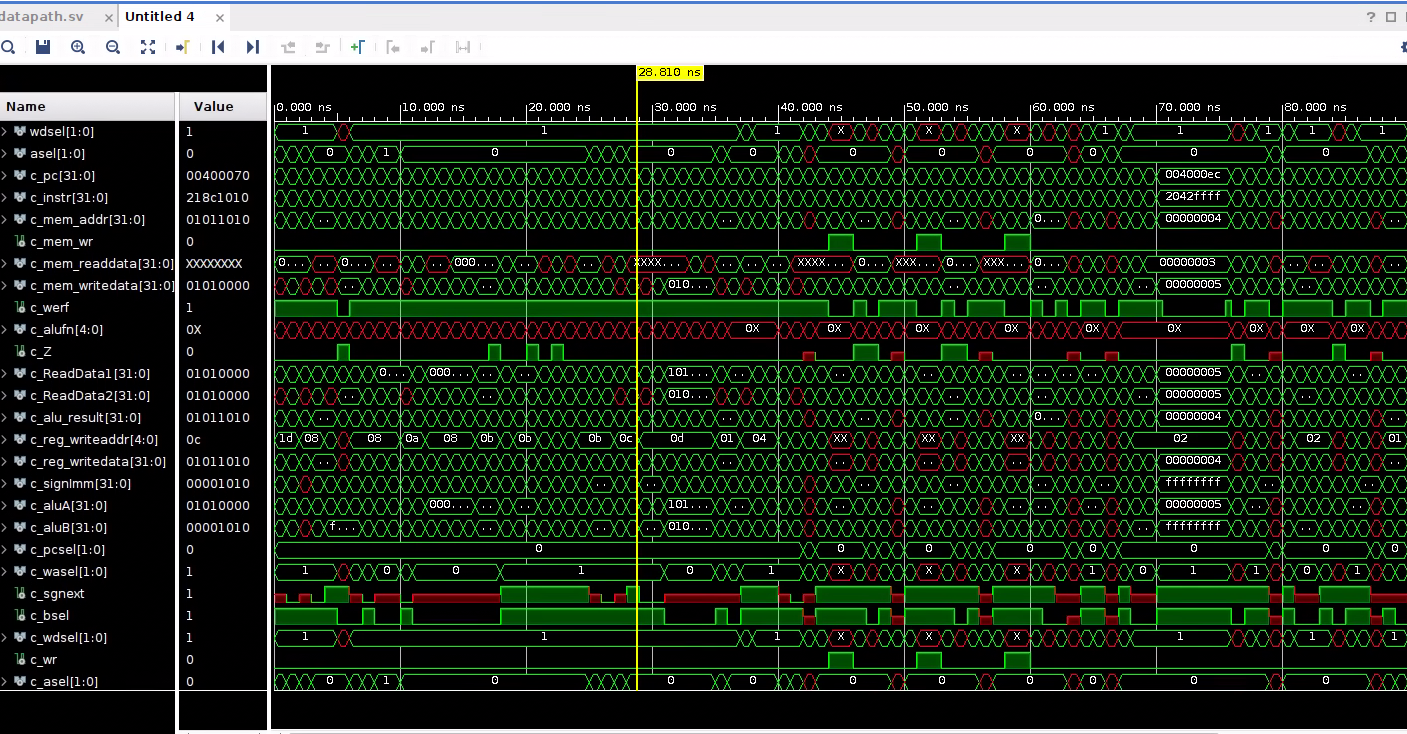 datapath.sv × Untitled 4 × ?
28.810 ns
Name Value 0.000 ns 10.000 ns 20.000 ns 30.000 ns 40.000 ns 50.000 ns 60.000 ns 70.000 ns 80.000 ns
wdsel[1:0] 1 1 1 1 X X X 1 1 1 1 1
asel[1:0] 0 0 1 0 0 0 0 0 0 0 0
c_pc[31:0] 00400070 004000ec
c_instr[31:0] 218c1010 2042ffff
c_mem_addr[31:0] 01011010 .. .. .. .. 0... .. 00000004 .. ..
c_mem_wr 0
c_mem_readdata[31:0] XXXXXXXX 0... 0... 000... XXXX... XXXX... 0... XXX... 0... XXX... 0... 00000003
c_mem_writedata[31:0] 01010000 .. .. 010... .. .. .. 00000005 ..
c_werf 1
c_alufn[4:0] 0X 0X 0X 0X 0X 0X 0X 0X 0X 0X
c_Z 0
c_ReadData1[31:0] 01010000 0... 000... .. 101... .. .. .. .. 00000005 ..
c_ReadData2[31:0] 01010000 .. .. 010... .. .. .. .. 00000005 ..
c_alu_result[31:0] 01011010 .. .. .. .. 0... .. 00000004 .. ..
c_reg_writeaddr[4:0] 0c 1d 08 08 0a 08 0b 0b 0b 0c 0d 01 04 XX XX XX 02 02 01
c_reg_writedata[31:0] 01011010 .. .. .. .. .. .. .. 00000004 ..
c_signImm[31:0] 00001010 .. .. .. .. .. .. .. ffffffff .. ..
c_aluA[31:0] 01010000 000... .. 101... .. .. .. .. 00000005 ..
c_aluB[31:0] 00001010 f... .. .. 010... .. .. .. ffffffff ..
c_pcsel[1:0] 0 0 0 0 0 0 0 0 0
c_wasel[1:0] 1 1 0 0 1 0 1 X X X 1 0 1 1 0 1
c_sgnext 1
c_bsel 1
c_wdsel[1:0] 1 1 1 1 X X X 1 1 1
c_wr 0
c_asel[1:0] 0 0 1 0 0 0 0 0 0 0 0